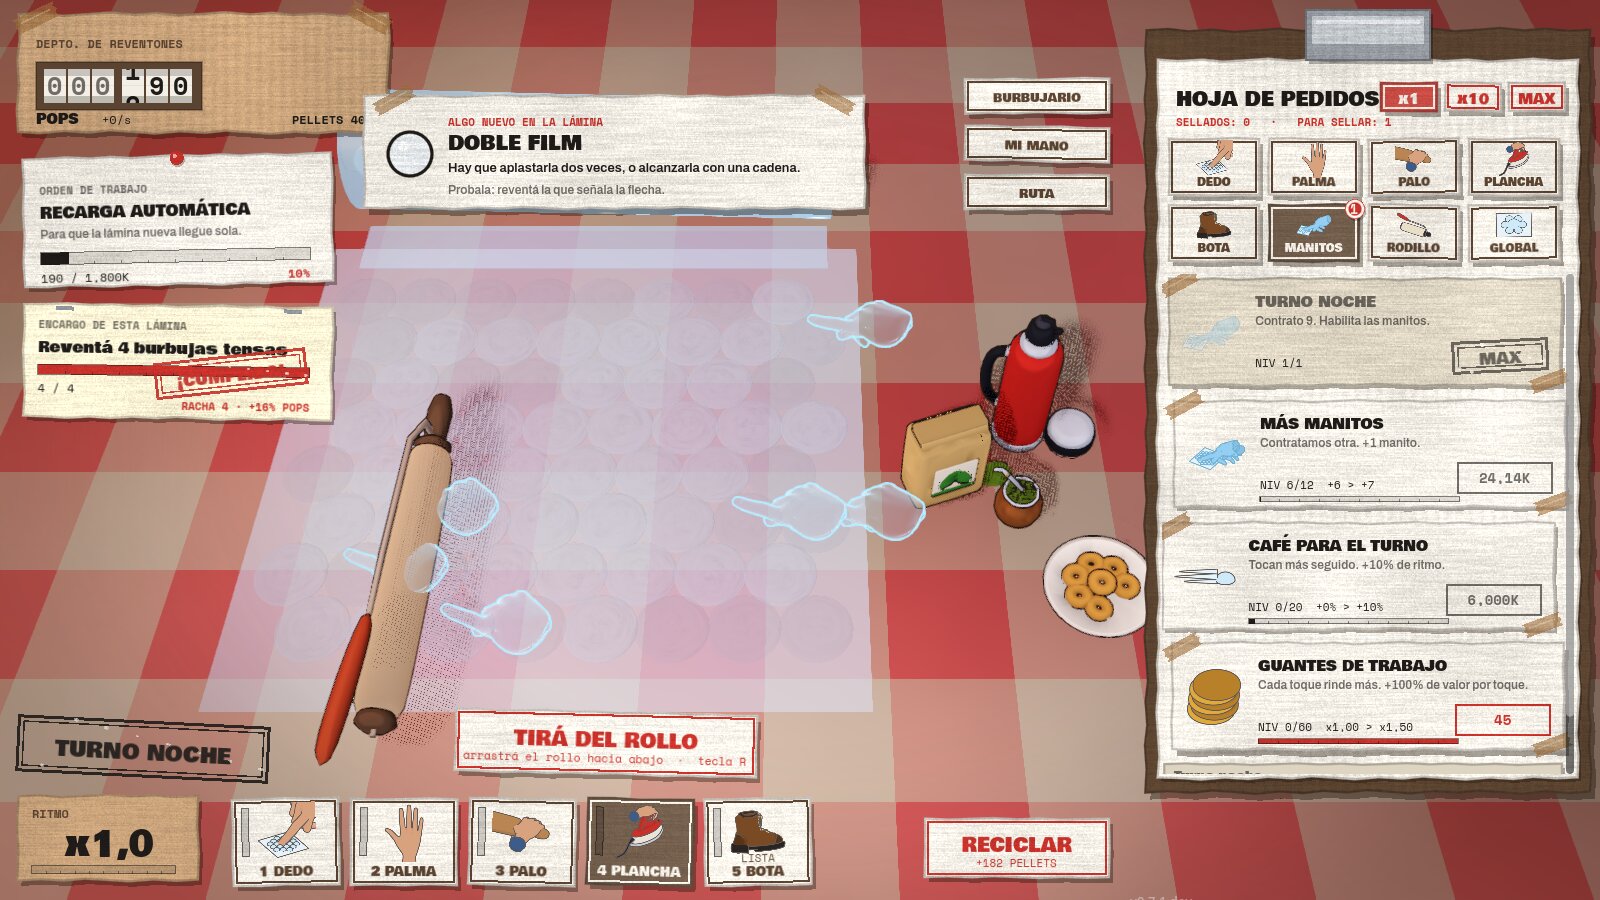 DEPTO. DE REVENTONES
POPS +0/s PELLETS 40
ORDEN DE TRABAJO
RECARGA AUTOMÁTICA
Para que la lámina nueva llegue sola.
190 / 1.800K 10%
ENCARGO DE ESTA LÁMINA
Reventá 4 burbujas tensas
4 / 4
RACHA 4 · +16% POPS
ALGO NUEVO EN LA LÁMINA
DOBLE FILM
Hay que aplastarla dos veces, o alcanzarla con una cadena.
Probala: reventá la que señala la flecha.
BURBUJARIO
MI MANO
RUTA
HOJA DE PEDIDOS x1 x10 MAX
SELLADOS: 0 · PARA SELLAR: 1
DEDO PALMA PALO PLANCHA
1
BOTA MANITOS RODILLO GLOBAL
TURNO NOCHE
Contrato 9. Habilita las manitos.
NIV 1/1 MAX
MÁS MANITOS
Contratamos otra. +1 manito.
NIV 6/12 +6 > +7 24,14K
CAFÉ PARA EL TURNO
Tocan más seguido. +10% de ritmo.
NIV 0/20 +0% > +10% 6,000K
GUANTES DE TRABAJO
Cada toque rinde más. +100% de valor por toque.
NIV 0/60 x1,00 > x1,50 45
TURNO NOCHE
TIRÁ DEL ROLLO
arrastrá el rollo hacia abajo · tecla R
RITMO
x1,0
1 DEDO
2 PALMA
3 PALO
4 PLANCHA
LISTA
5 BOTA
RECICLAR
+182 PELLETS